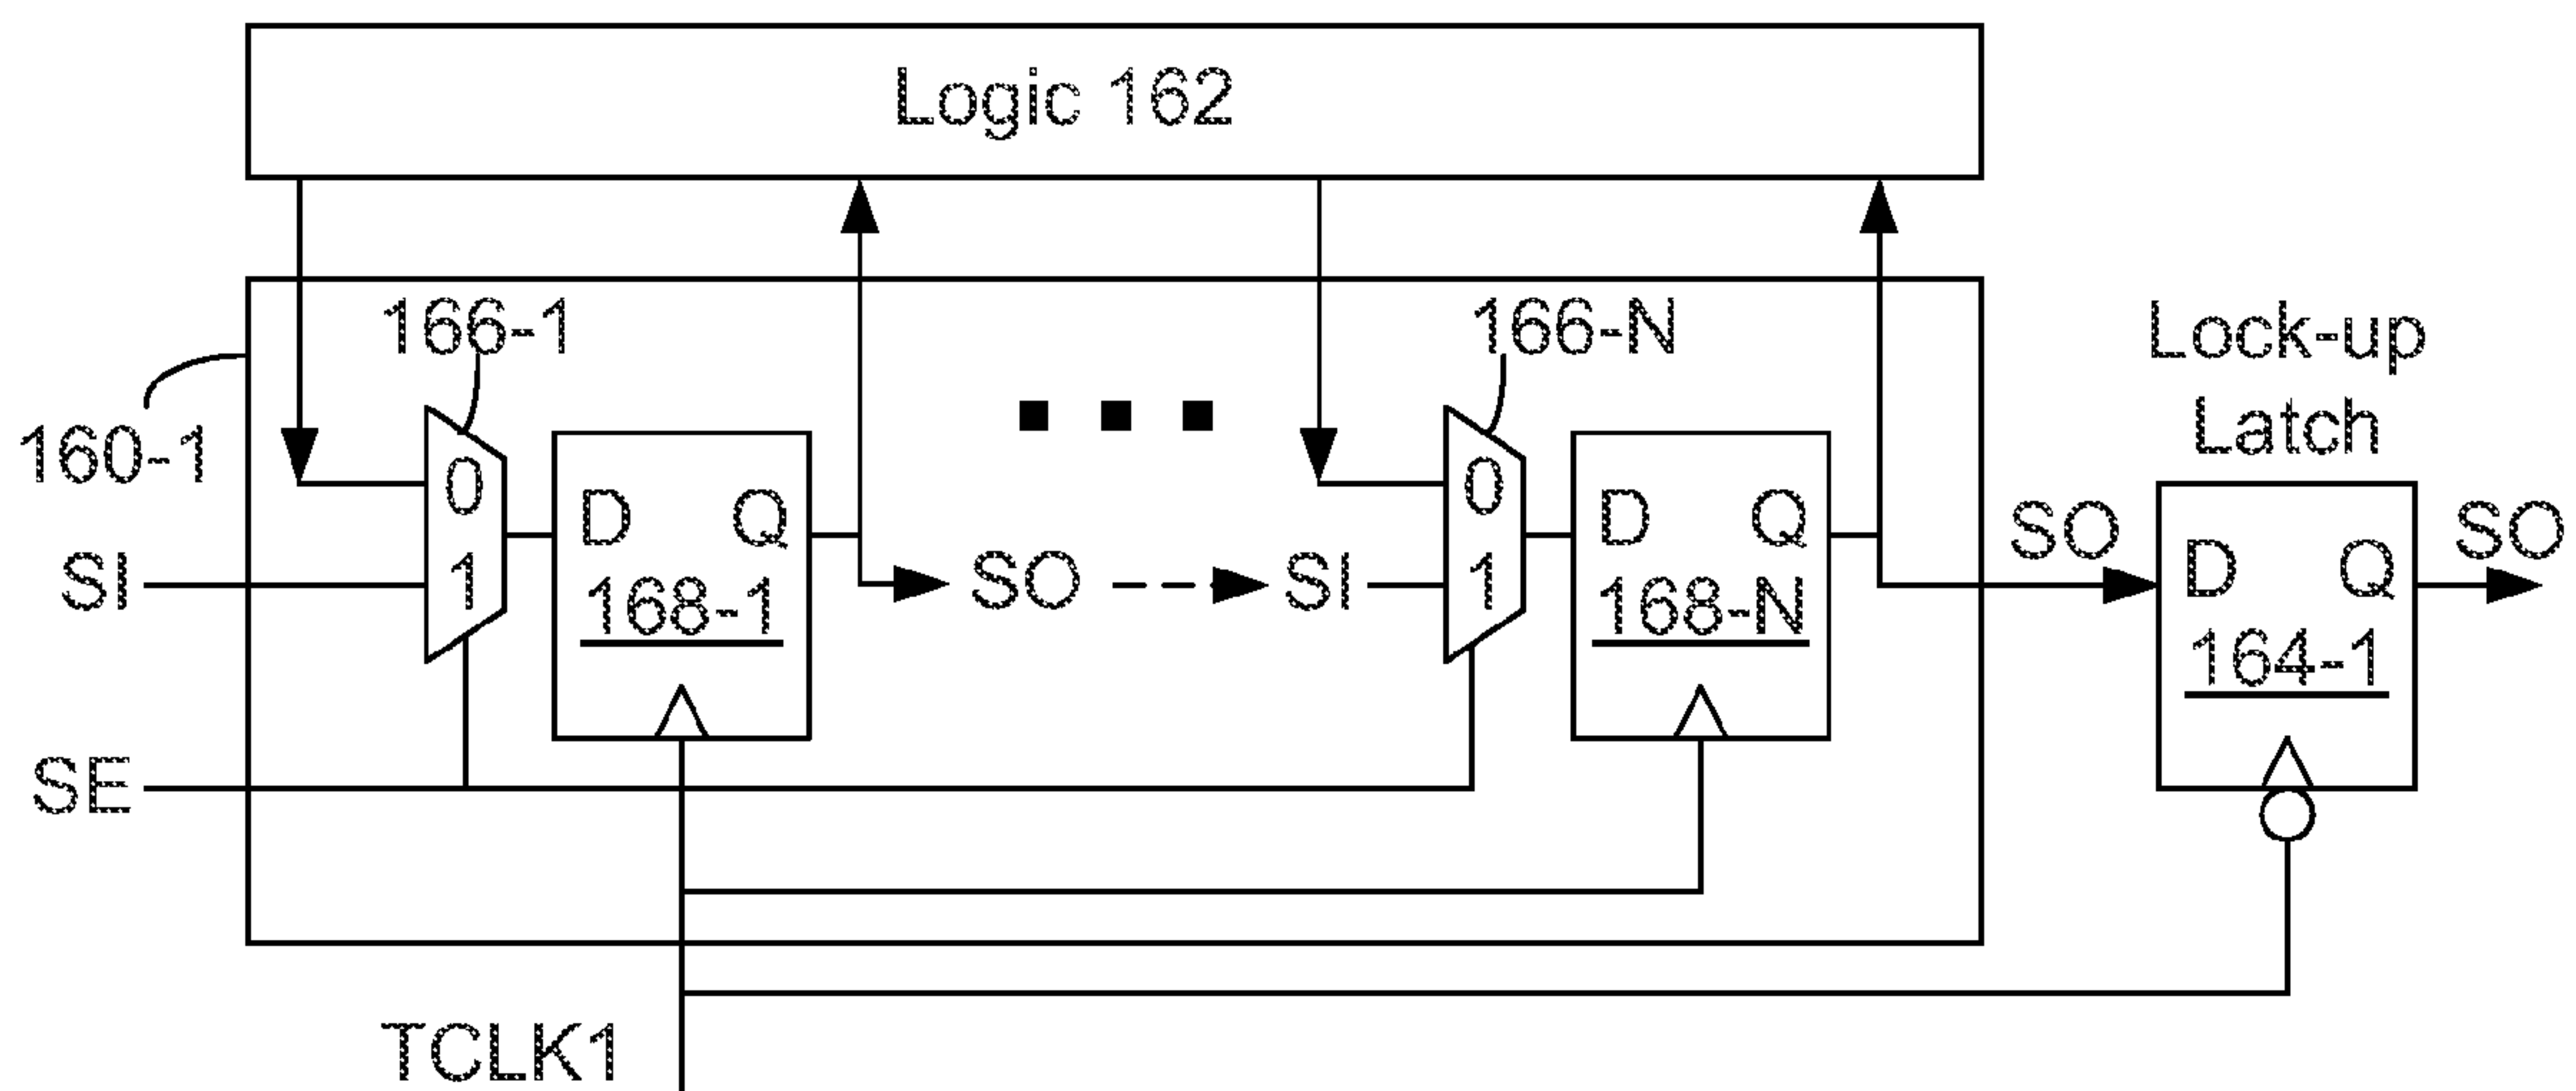 Logic 162
166-1
166-N
Lock-up
Latch
160-1
0
0
D Q
D Q
SO
SO
SI
1
168-1
SO
SI
1
168-N
D Q
164-1
SE
TCLK1